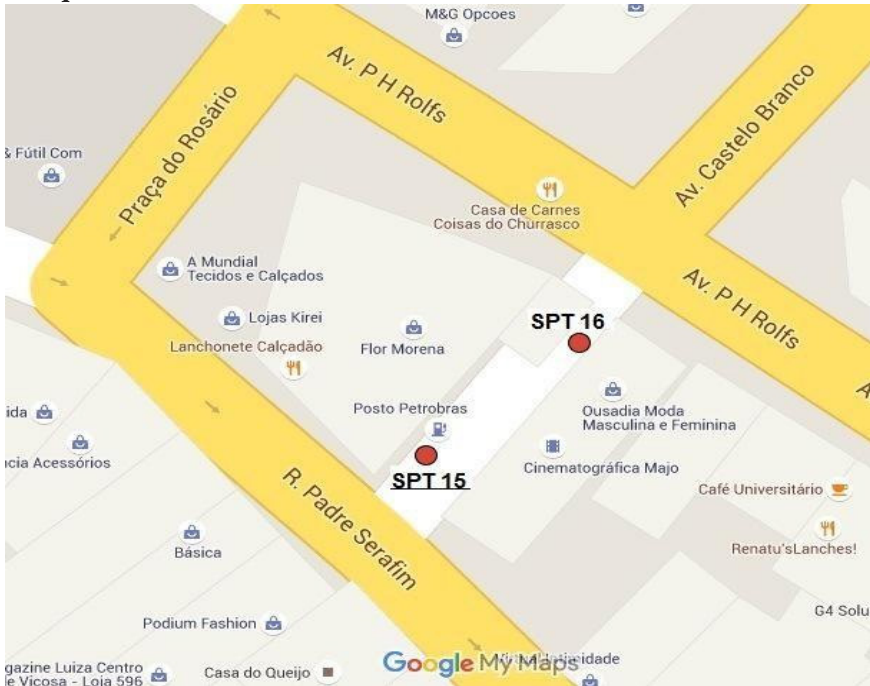 M&G Opcoes
Av. P H Rolfs
Av. Castelo Branco
Praça do Rosário
& Fútil Com
Casa de Carnes
Coisas do Churrasco
A Mundial
Tecidos e Calçados
Av. P H Rolfs
Lojas Kirei
SPT 16
Lanchonete Calçadão
Flor Morena
Posto Petrobras
Ousadia Moda
Masculina e Feminina
ida
ncia Acessórios
SPT 15
Cinematográfica Majo
R. Padre Serafim
Café Universitário
Básica
Renatu'sLanches!
G4 Solu
Podium Fashion
Google My Maps
gazine Luiza Centro
e Viçosa - Loja 596
Casa do Queijo